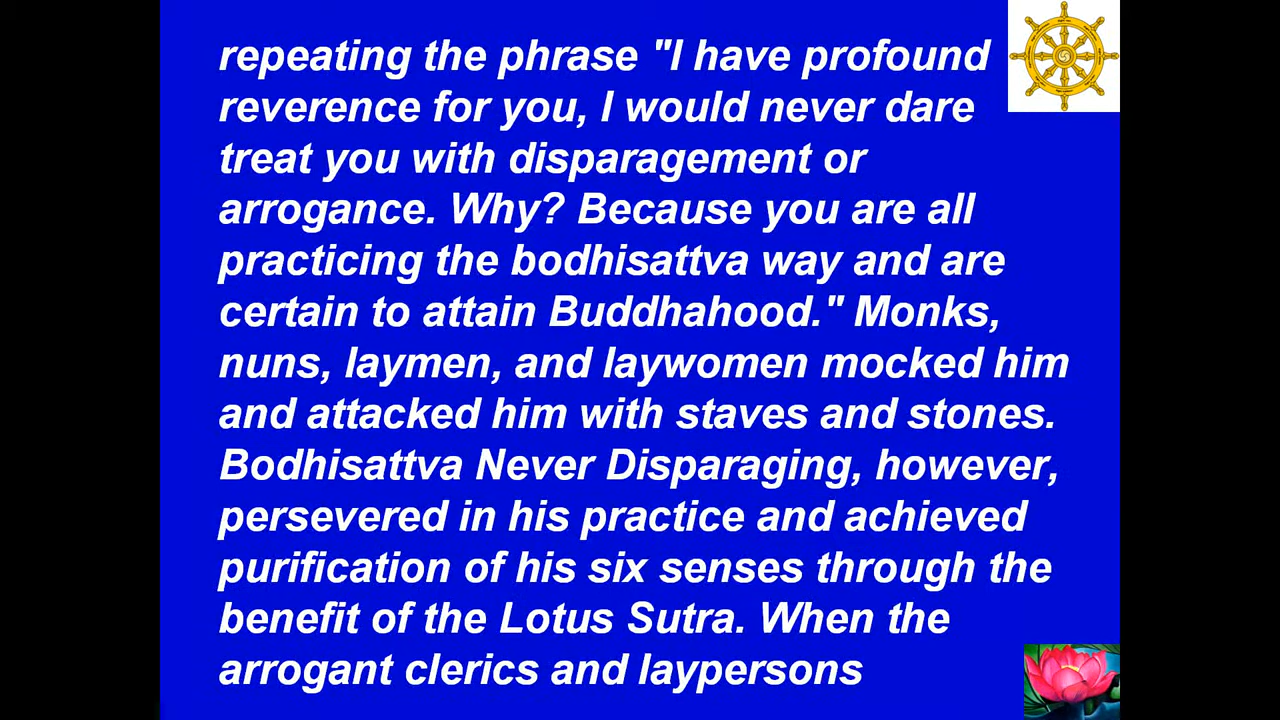 repeating the phrase "I have profound
reverence for you, I would never dare
treat you with disparagement or
arrogance. Why? Because you are all
practicing the bodhisattva way and are
certain to attain Buddhahood." Monks,
nuns, laymen, and laywomen mocked him
and attacked him with staves and stones.
Bodhisattva Never Disparaging, however,
persevered in his practice and achieved
purification of his six senses through the
benefit of the Lotus Sutra. When the
arrogant clerics and laypersons